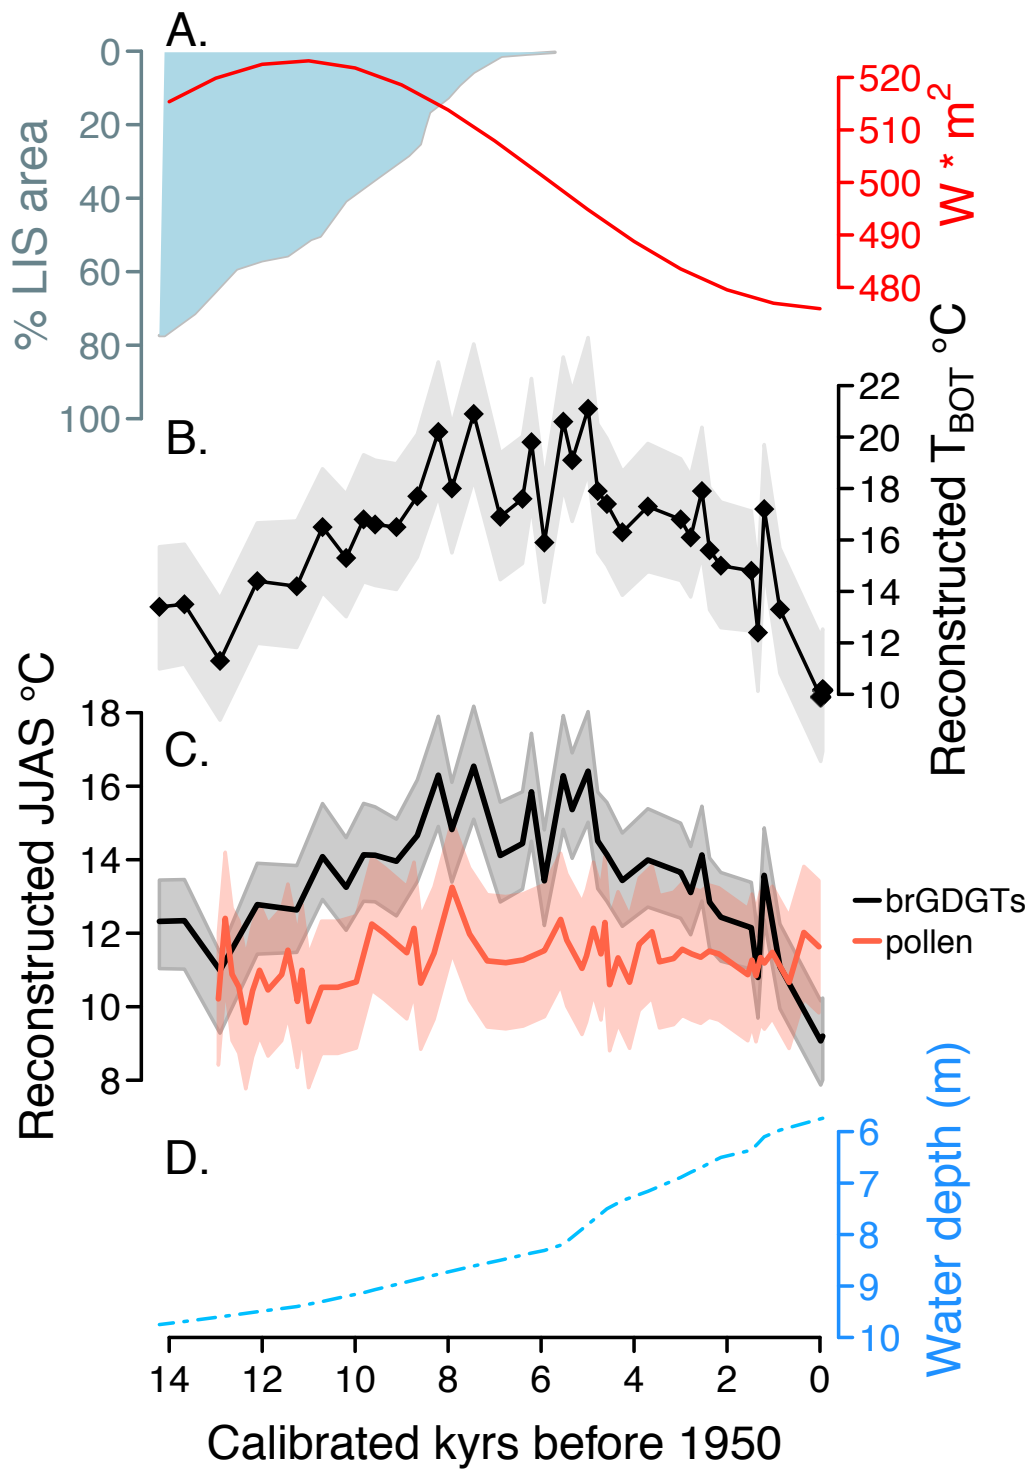 A.
0
20
40
60
80
100
% LIS area
520
510
500
490
480
W * m2
B.
22
20
18
16
14
12
10
Reconstructed TBOT °C
C.
18
16
14
12
10
8
Reconstructed JJAS °C
brGDGTs
pollen
D.
6
7
8
9
10
Water depth (m)
14 12 10 8 6 4 2 0
Calibrated kyrs before 1950